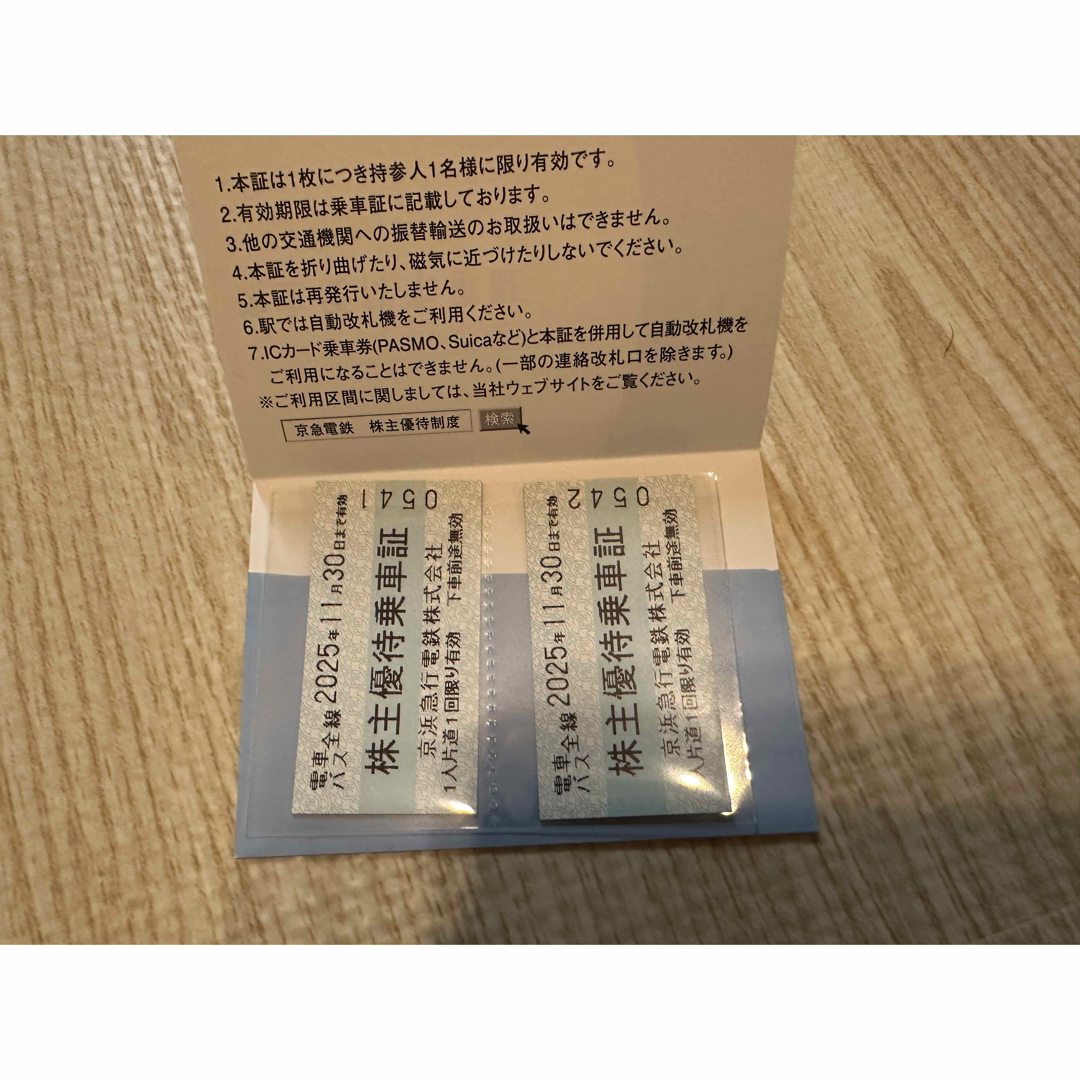 1.本証は1枚につき持参人1名様に限り有効です。
2.有効期限は乗車証に記載しております。
3.他の交通機関への振替輸送のお取扱いはできません。
4.本証を折り曲げたり、磁気に近づけたりしないでください。
5.本証は再発行いたしません。
6.駅では自動改札機をご利用ください。
7.ICカード乗車券(PASMO、Suicaなど)と本証を併用して自動改札機を
ご利用になることはできません。(一部の連絡改札口を除きます。)
※ご利用区間に関しましては、当社ウェブサイトをご覧ください。
京急電鉄 株主優待制度 検索
電車
バス
全線2025年11月30日まで有効
株主優待乗車証
京浜急行電鉄株式会社
1人片道1回限り有効 下車前途無効
0541
電車
バス
全線2025年11月30日まで有効
株主優待乗車証
京浜急行電鉄株式会社
人片道1回限り有効 下車前途無効
0542